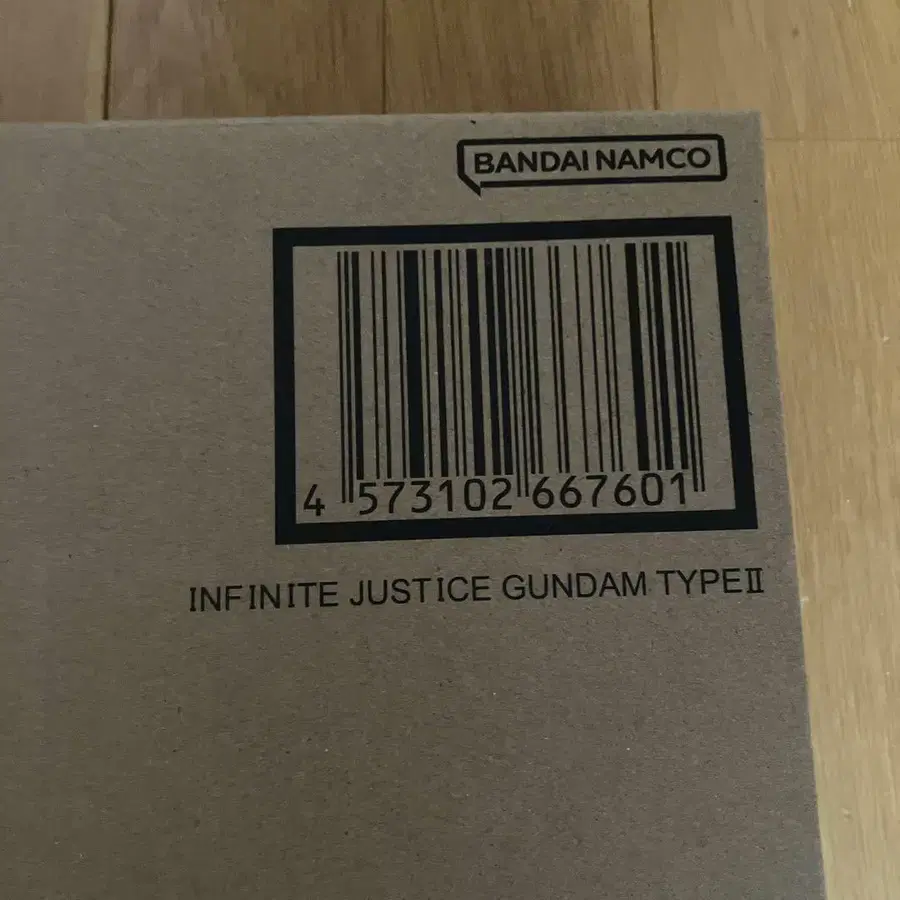 BANDAI NAMCO
4 573102 667601
INFINITE JUSTICE GUNDAM TYPEⅡ